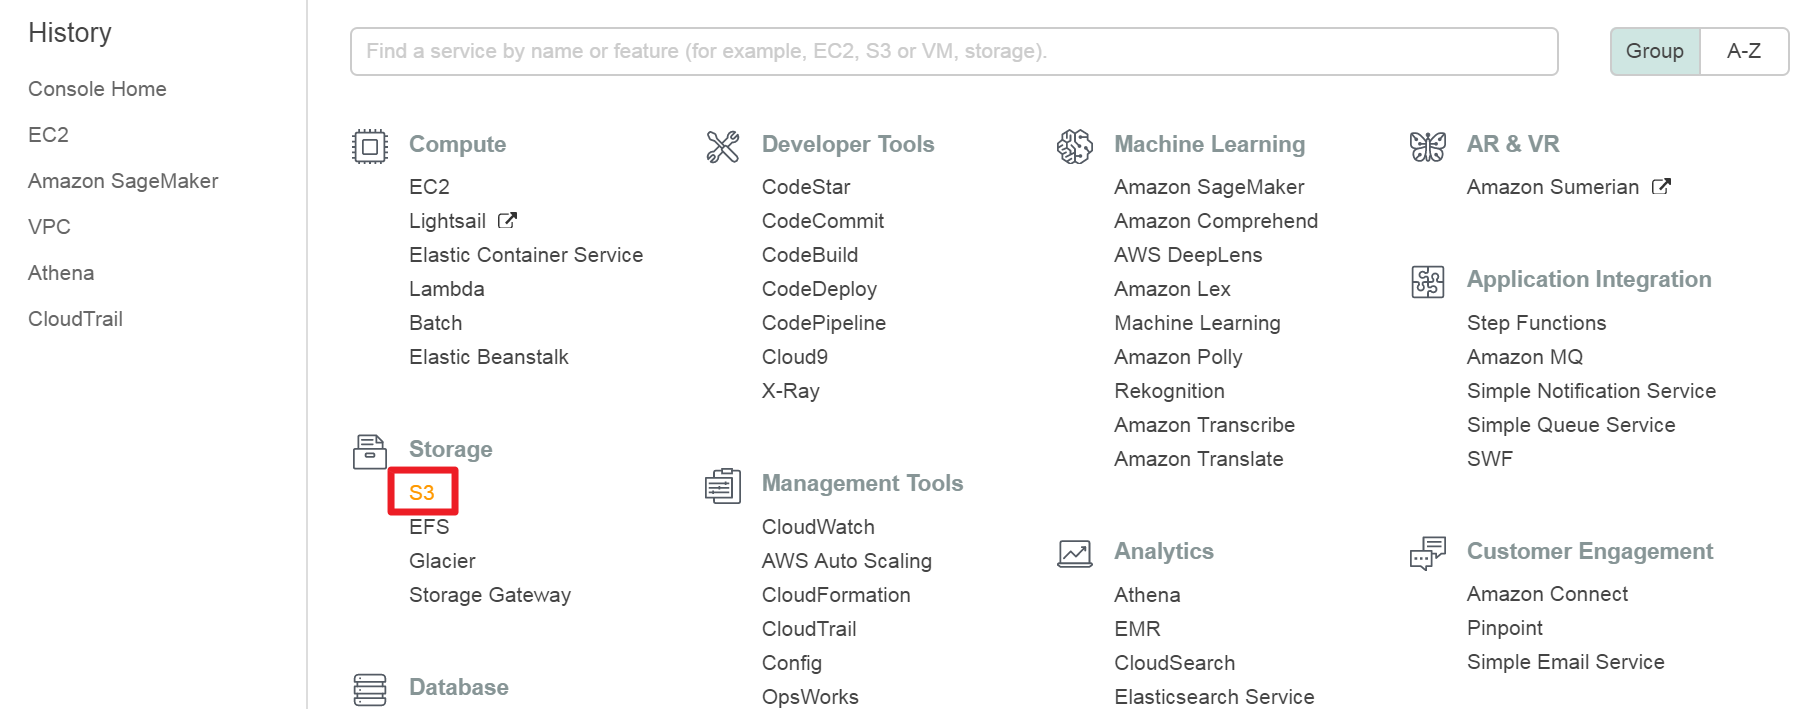 History
Console Home
EC2
Amazon SageMaker
VPC
Athena
CloudTrail
Find a service by name or feature (for example, EC2, S3 or VM, storage).
Group
A-Z
Compute
EC2
Lightsail
Elastic Container Service
Lambda
Batch
Elastic Beanstalk
Storage
S3
EFS
Glacier
Storage Gateway
Database
Developer Tools
CodeStar
CodeCommit
CodeBuild
CodeDeploy
CodePipeline
Cloud9
X-Ray
Management Tools
CloudWatch
AWS Auto Scaling
CloudFormation
CloudTrail
Config
OpsWorks
Machine Learning
Amazon SageMaker
Amazon Comprehend
AWS DeepLens
Amazon Lex
Machine Learning
Amazon Polly
Rekognition
Amazon Transcribe
Amazon Translate
Analytics
Athena
EMR
CloudSearch
Elasticsearch Service
AR & VR
Amazon Sumerian
Application Integration
Step Functions
Amazon MQ
Simple Notification Service
Simple Queue Service
SWF
Customer Engagement
Amazon Connect
Pinpoint
Simple Email Service